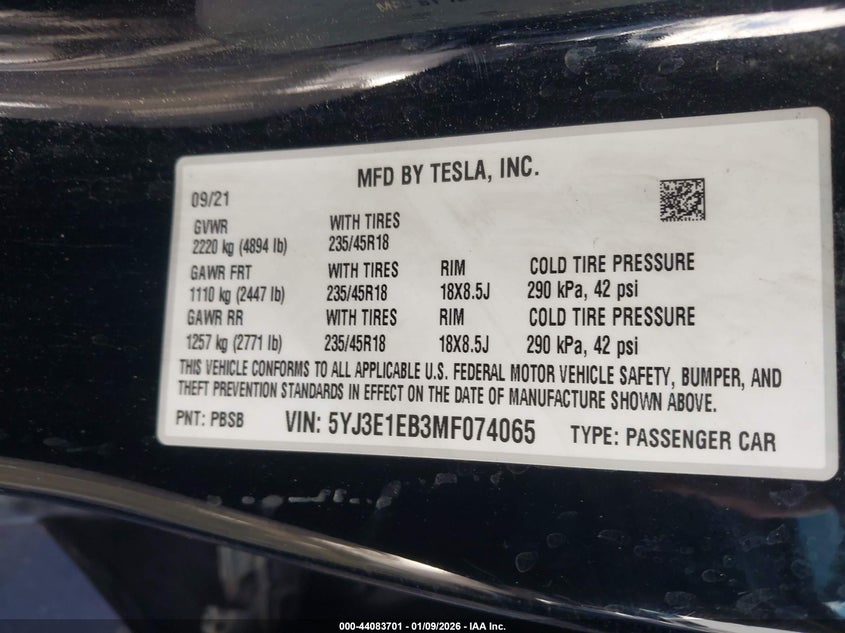 MFD BY TESLA, INC.
09/21
GVWR WITH TIRES
2220 kg (4894 lb) 235/45R18
GAWR FRT WITH TIRES RIM COLD TIRE PRESSURE
1110 kg (2447 lb) 235/45R18 18X8.5J 290 kPa, 42 psi
GAWR RR WITH TIRES RIM COLD TIRE PRESSURE
1257 kg (2771 lb) 235/45R18 18X8.5J 290 kPa, 42 psi
THIS VEHICLE CONFORMS TO ALL APPLICABLE U.S. FEDERAL MOTOR VEHICLE SAFETY, BUMPER, AND
THEFT PREVENTION STANDARDS IN EFFECT ON THE DATE OF MANUFACTURE SHOWN ABOVE.
PNT: PBSB VIN: 5YJ3E1EB3MF074065 TYPE: PASSENGER CAR
000-44083701 - 01/09/2026 - IAA Inc.